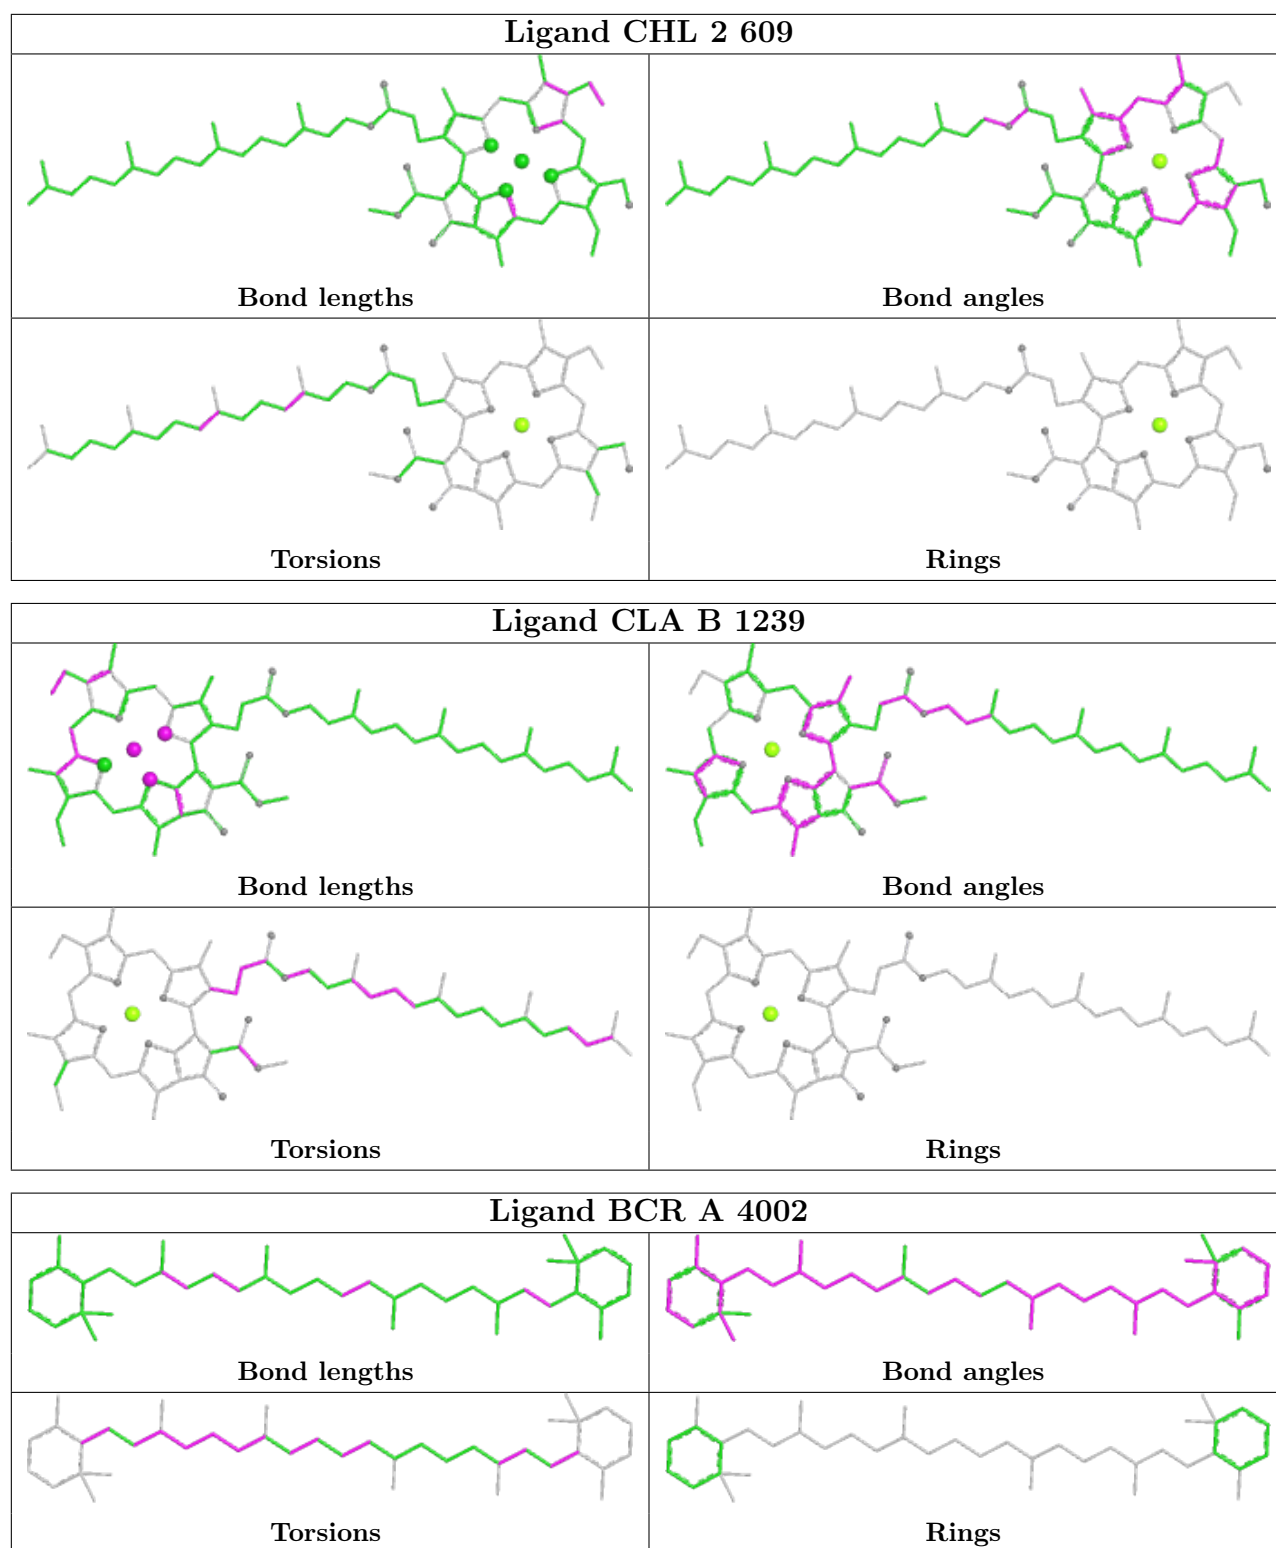 Ligand CHL 2 609
Bond lengths
Bond angles
Torsions
Rings
Ligand CLA B 1239
Bond lengths
Bond angles
Torsions
Rings
Ligand BCR A 4002
Bond lengths
Bond angles
Torsions
Rings